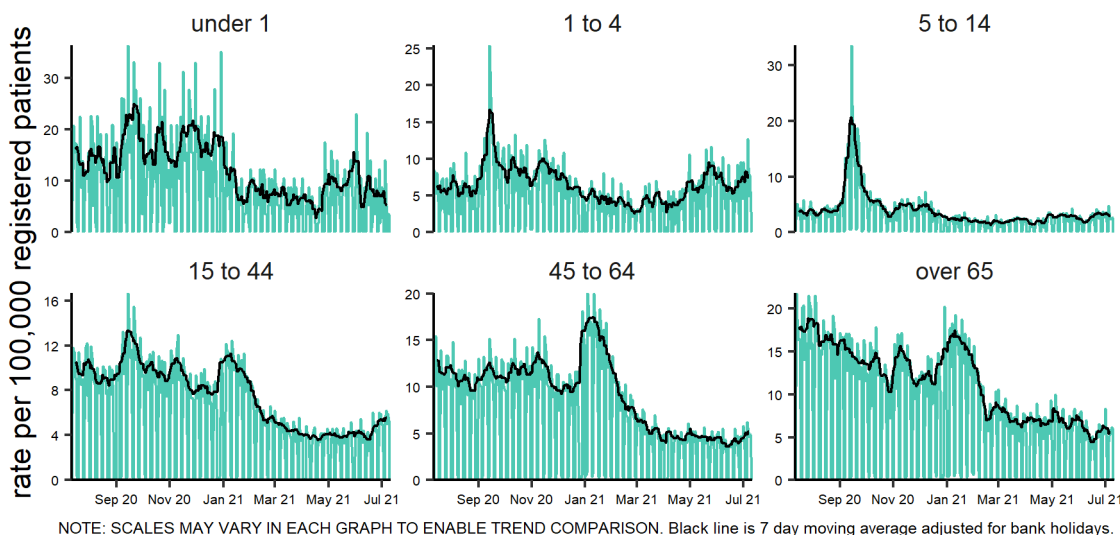 rate per 100,000 registered patients
under 1
1 to 4
5 to 14
30
20
10
0
25
20
15
10
5
0
30
20
10
0
15 to 44
45 to 64
over 65
16
12
8
4
0
20
15
10
5
0
20
15
10
5
0
Sep 20 Nov 20 Jan 21 Mar 21 May 21 Jul 21
Sep 20 Nov 20 Jan 21 Mar 21 May 21 Jul 21
Sep 20 Nov 20 Jan 21 Mar 21 May 21 Jul 21
NOTE: SCALES MAY VARY IN EACH GRAPH TO ENABLE TREND COMPARISON. Black line is 7 day moving average adjusted for bank holidays.